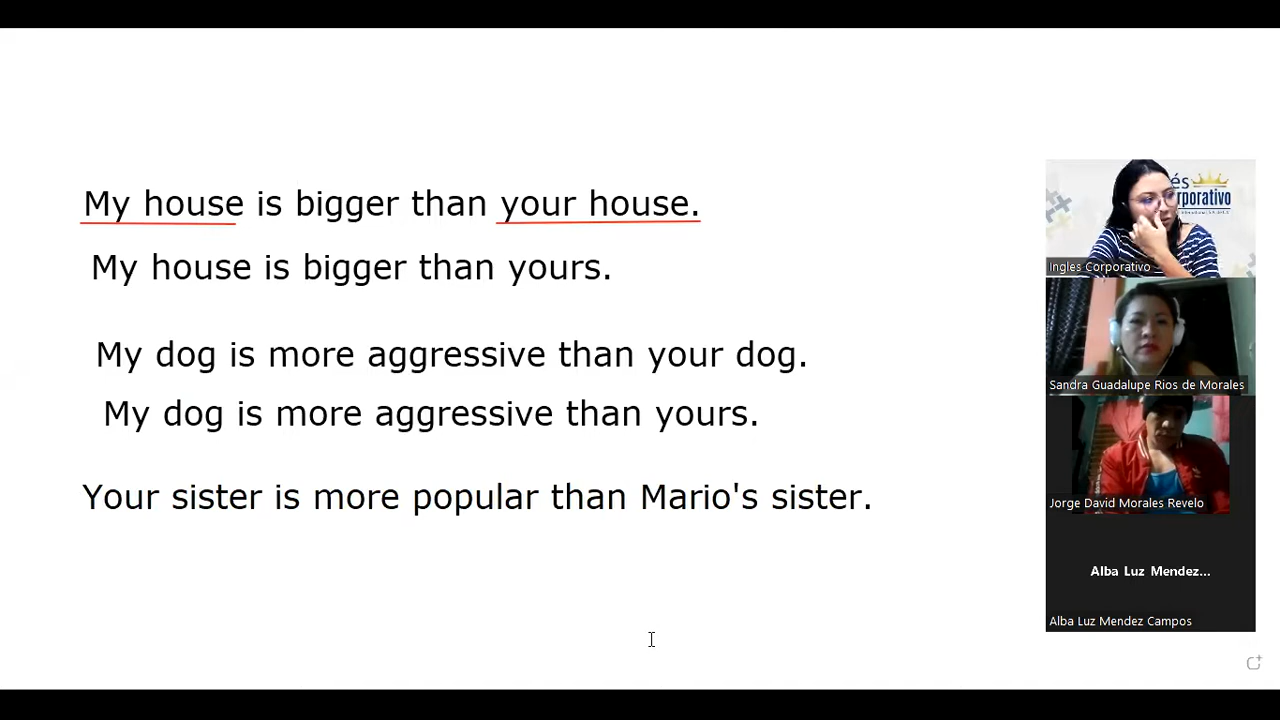 My house is bigger than your house.
My house is bigger than yours.
My dog is more aggressive than your dog.
My dog is more aggressive than yours.
Your sister is more popular than Mario's sister.
és
rporativo
Ingles Corporativo
Sandra Guadalupe Rios de Morales
Jorge David Morales Revelo
Alba Luz Mendez...
Alba Luz Mendez Campos